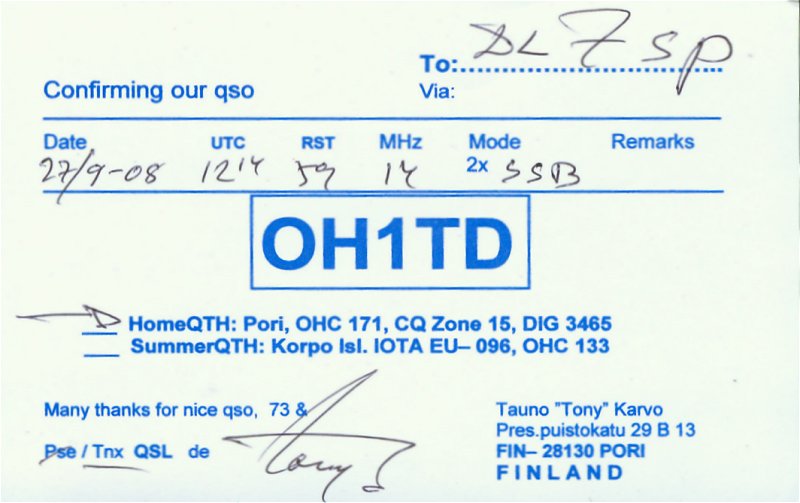 To: DL7SP
Confirming our qso
Via:
Date UTC RST MHz Mode Remarks
27/9-08 1214 59 14 2x SSB
OH1TD
HomeQTH: Pori, OHC 171, CQ Zone 15, DIG 3465
SummerQTH: Korpo Isl. IOTA EU– 096, OHC 133
Many thanks for nice qso, 73 &
Pse / Tnx QSL de Tony
Tauno "Tony" Karvo
Pres.puistokatu 29 B 13
FIN– 28130 PORI
FINLAND